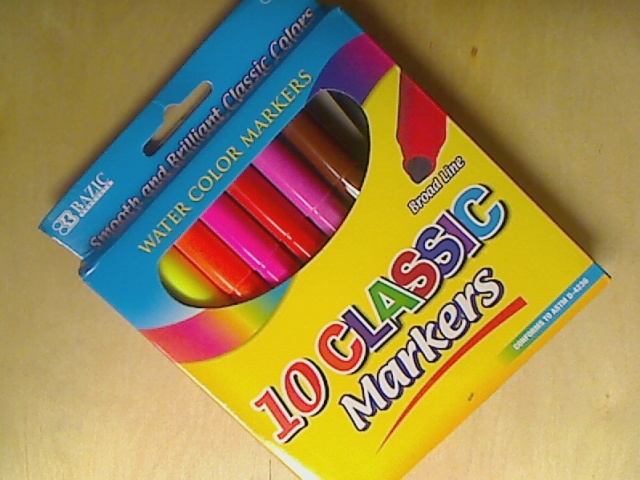 BAZIC
Smooth and Brilliant Classic Colors
WATER COLOR MARKERS
Broad Line
10 CLASSIC
Markers
CONFORMS TO ASTM D-4236